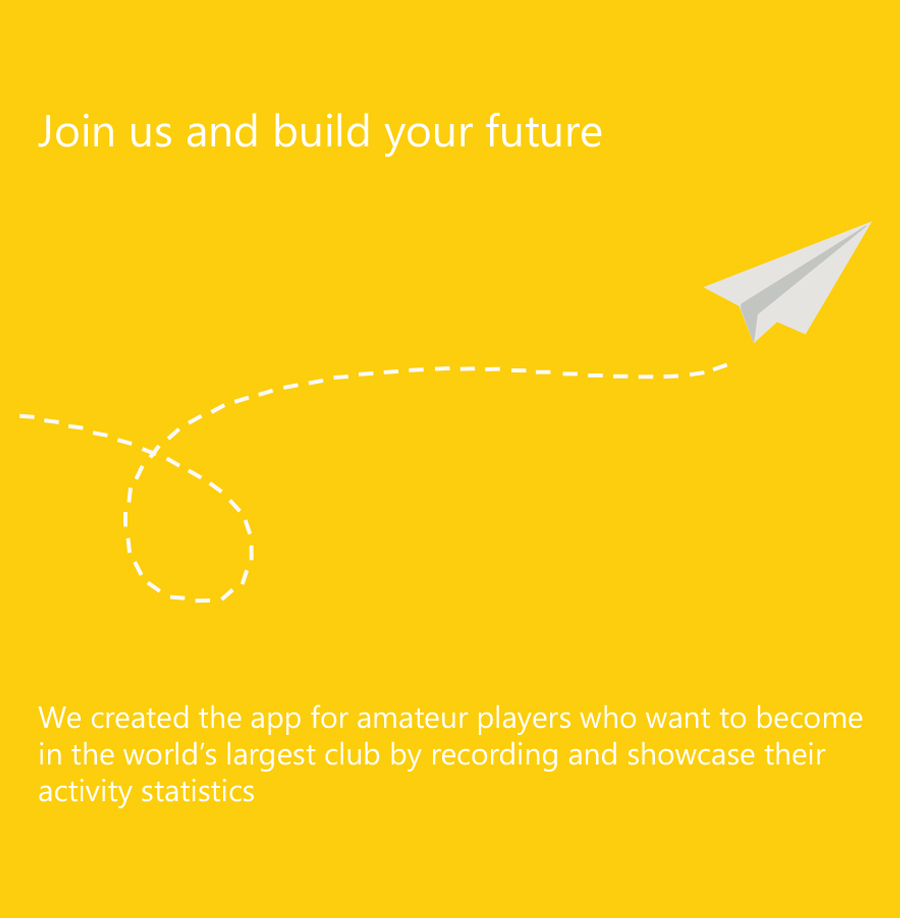 Join us and build your future
We created the app for amateur players who want to become
in the world’s largest club by recording and showcase their
activity statistics